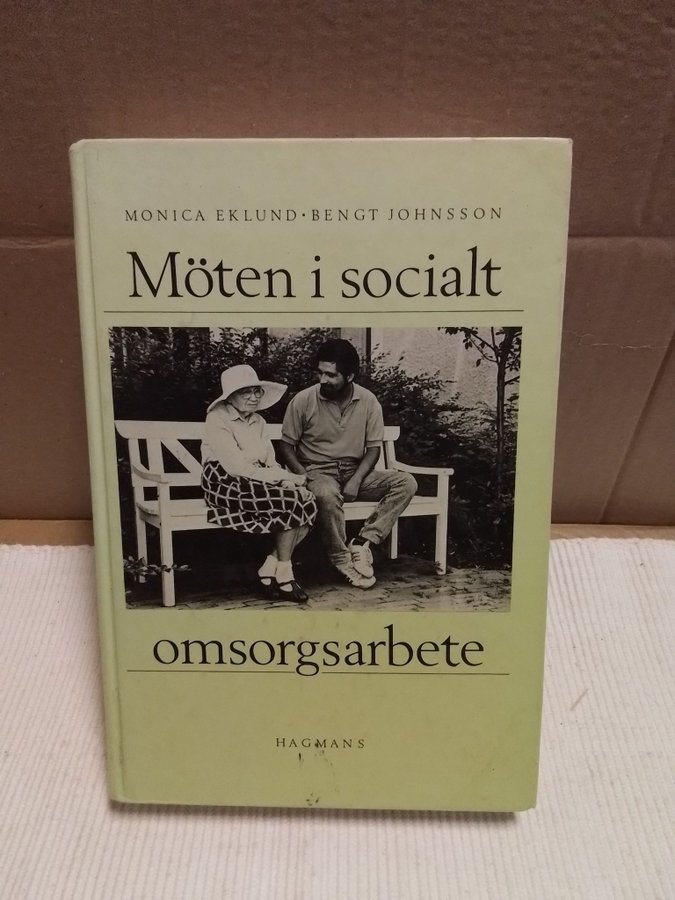 MONICA EKLUND · BENGT JOHNSSON
Möten i socialt
omsorgsarbete
HAGMANS